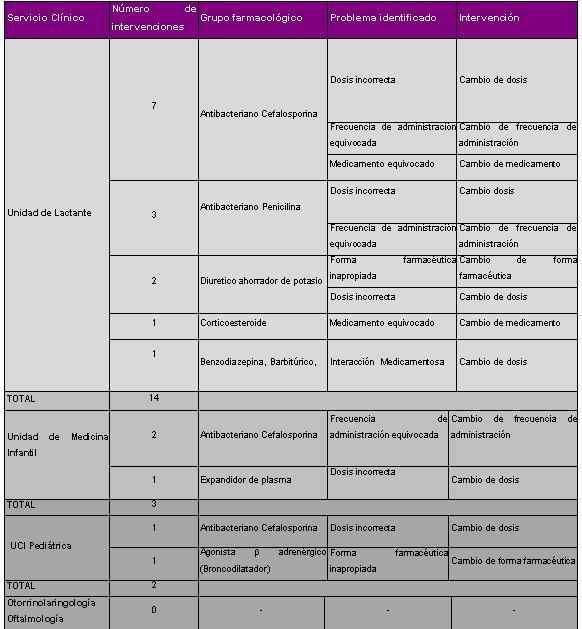 Servicio Clínico
Número de
intervenciones
Grupo farmacológico
Problema identificado
Intervención
Unidad de Lactante
7
Antibacteriano Cefalosporina
Dosis incorrecta
Cambio de dosis
Frecuencia de administración
equivocada
Cambio de frecuencia de
administración
Medicamento equivocado
Cambio de medicamento
3
Antibacteriano Penicilina
Dosis incorrecta
Cambio dosis
Frecuencia de administración
equivocada
Cambio de frecuencia de
administración
2
Diuretico ahorrador de potasio
Forma farmacéutica
inapropiada
Cambio de forma
farmacéutica
Dosis incorrecta
Cambio de dosis
1
Corticoesteroide
Medicamento equivocado
Cambio de medicamento
1
Benzodiazepina, Barbitúrico,
Interacción Medicamentosa
Cambio de dosis
TOTAL
14
Unidad de Medicina
Infantil
2
Antibacteriano Cefalosporina
Frecuencia de
administración equivocada
Cambio de frecuencia de
administración
1
Expandidor de plasma
Dosis incorrecta
Cambio de dosis
TOTAL
3
UCI Pediátrica
1
Antibacteriano Cefalosporina
Dosis incorrecta
Cambio de dosis
1
Agonista β adrenérgico
(Broncodilatador)
Forma farmacéutica
inapropiada
Cambio de forma farmacéutica
TOTAL
2
Otorrinolaringología
Oftalmología
0
-
-
-